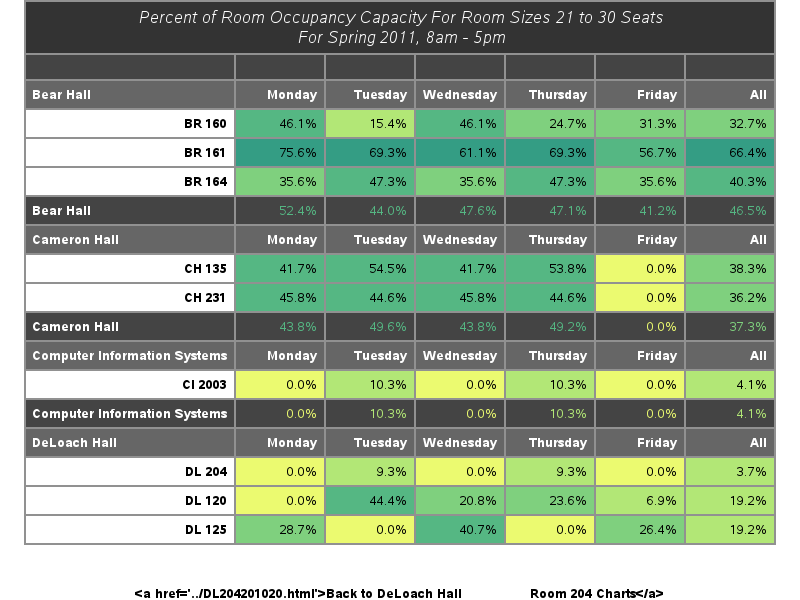 Percent of Room Occupancy Capacity For Room Sizes 21 to 30 Seats
For Spring 2011, 8am - 5pm
Bear Hall Monday Tuesday Wednesday Thursday Friday All
BR 160 46.1% 15.4% 46.1% 24.7% 31.3% 32.7%
BR 161 75.6% 69.3% 61.1% 69.3% 56.7% 66.4%
BR 164 35.6% 47.3% 35.6% 47.3% 35.6% 40.3%
Bear Hall 52.4% 44.0% 47.6% 47.1% 41.2% 46.5%
Cameron Hall Monday Tuesday Wednesday Thursday Friday All
CH 135 41.7% 54.5% 41.7% 53.8% 0.0% 38.3%
CH 231 45.8% 44.6% 45.8% 44.6% 0.0% 36.2%
Cameron Hall 43.8% 49.6% 43.8% 49.2% 0.0% 37.3%
Computer Information Systems Monday Tuesday Wednesday Thursday Friday All
CI 2003 0.0% 10.3% 0.0% 10.3% 0.0% 4.1%
Computer Information Systems 0.0% 10.3% 0.0% 10.3% 0.0% 4.1%
DeLoach Hall Monday Tuesday Wednesday Thursday Friday All
DL 204 0.0% 9.3% 0.0% 9.3% 0.0% 3.7%
DL 120 0.0% 44.4% 20.8% 23.6% 6.9% 19.2%
DL 125 28.7% 0.0% 40.7% 0.0% 26.4% 19.2%
<a href='../DL204201020.html'>Back to DeLoach Hall Room 204 Charts</a>